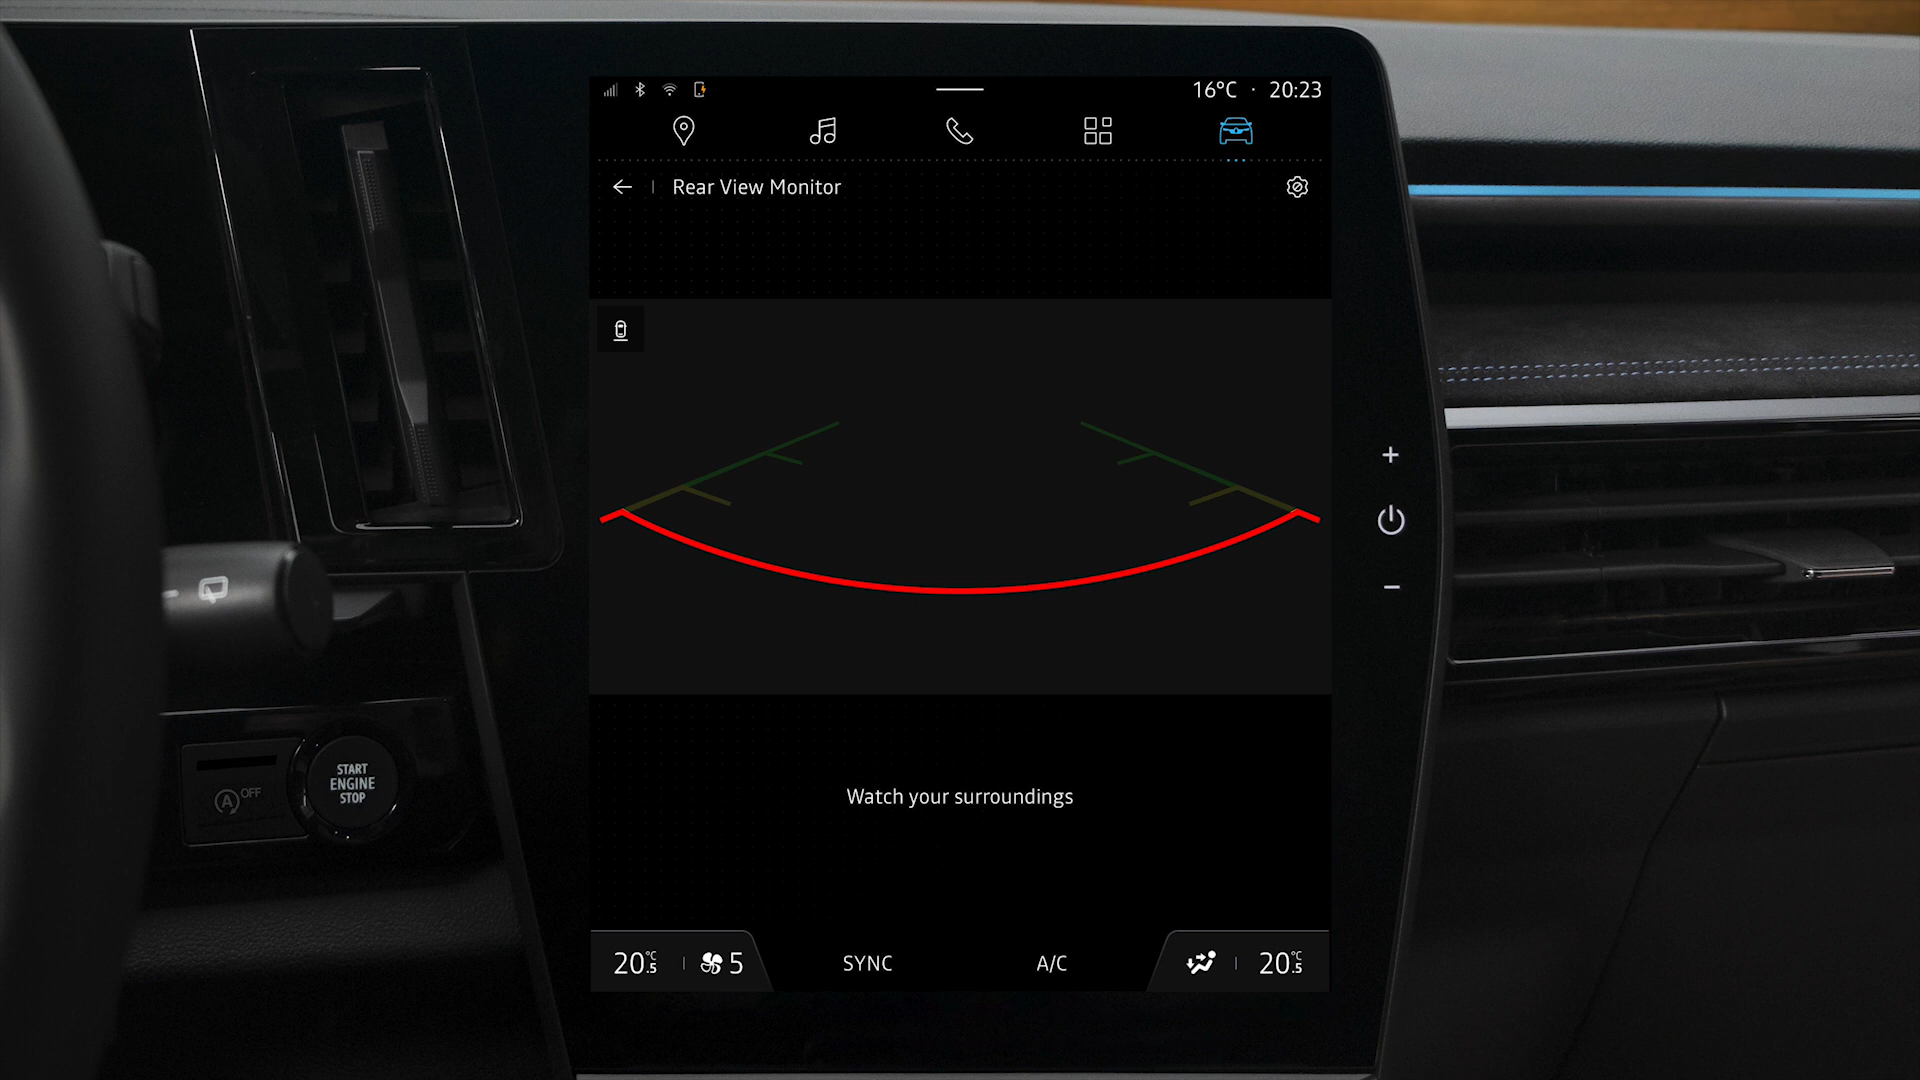 16°C · 20:23
Rear View Monitor
OFF
A
START
ENGINE
STOP
Watch your surroundings
20.5°C 5 SYNC A/C 20.5°C